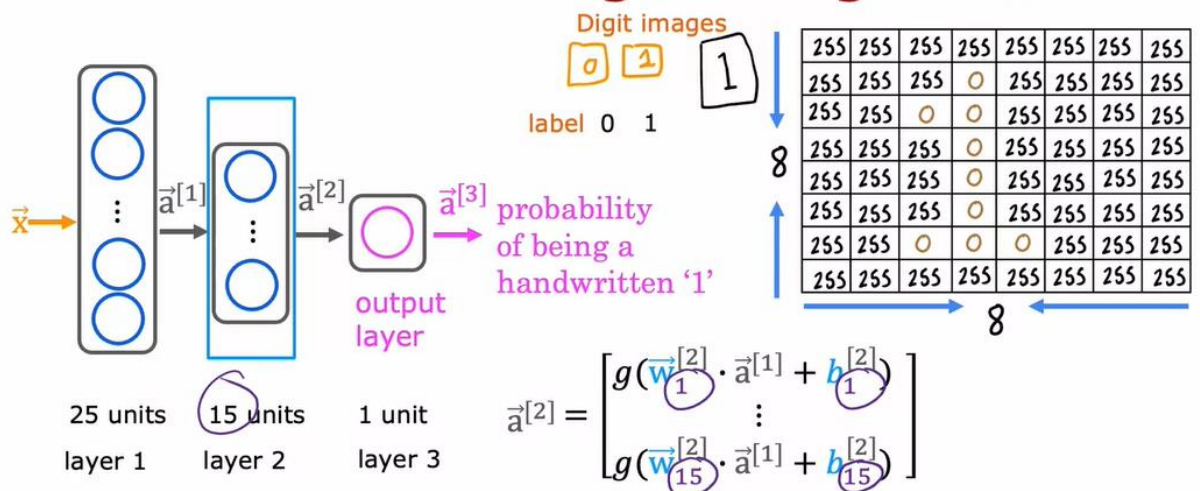 Digit images
0 1
label 0 1
1
x→
a⃗[1]
a⃗[2]
a⃗[3]
probability
of being a
handwritten ‘1’
output
layer
25 units 15 units 1 unit
layer 1 layer 2 layer 3
8
255 255 255 255 255 255 255 255
255 255 255 0 255 255 255 255
255 255 0 0 255 255 255 255
255 255 255 0 255 255 255 255
255 255 255 0 255 255 255 255
255 255 255 0 255 255 255 255
255 255 0 0 0 255 255 255
255 255 255 255 255 255 255 255
8
a⃗[2] =
g(w⃗1[2] · a⃗[1] + b1[2])
⋮
g(w⃗15[2] · a⃗[1] + b15[2])